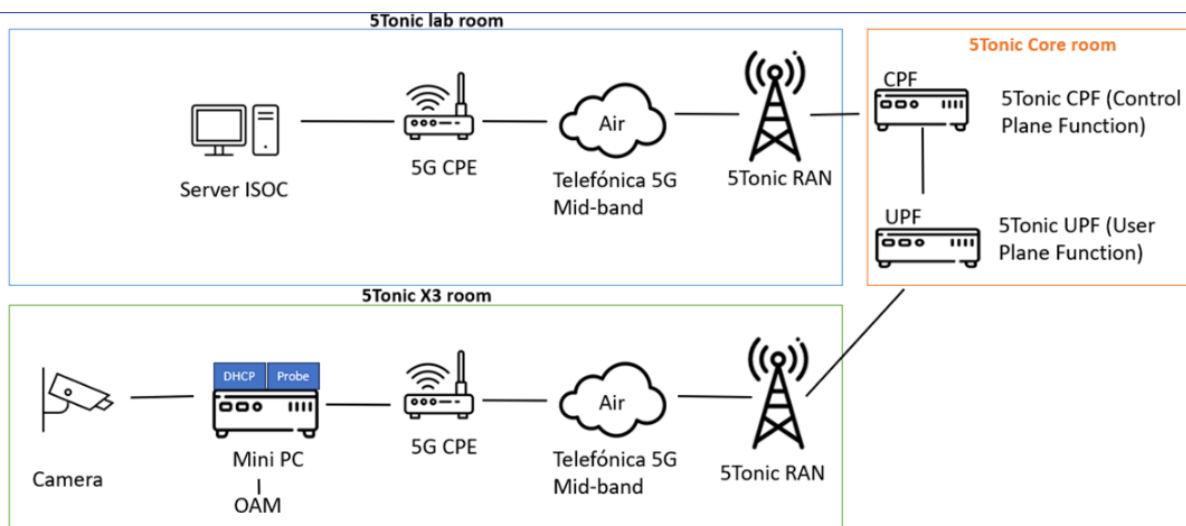 5Tonic lab room
Server ISOC
5G CPE
Air
Telefónica 5G
Mid-band
5Tonic RAN
5Tonic Core room
CPF
5Tonic CPF (Control
Plane Function)
UPF
5Tonic UPF (User
Plane Function)
5Tonic X3 room
Camera
DHCP
Probe
Mini PC
OAM
5G CPE
Air
Telefónica 5G
Mid-band
5Tonic RAN